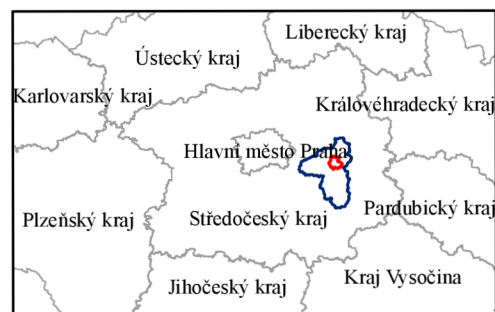 Liberecký kraj
Ústecký kraj
Karlovarský kraj
Královéhradecký kraj
Hlavní město Praha
Plzeňský kraj
Středočeský kraj
Pardubický kraj
Jihočeský kraj
Kraj Vysočina